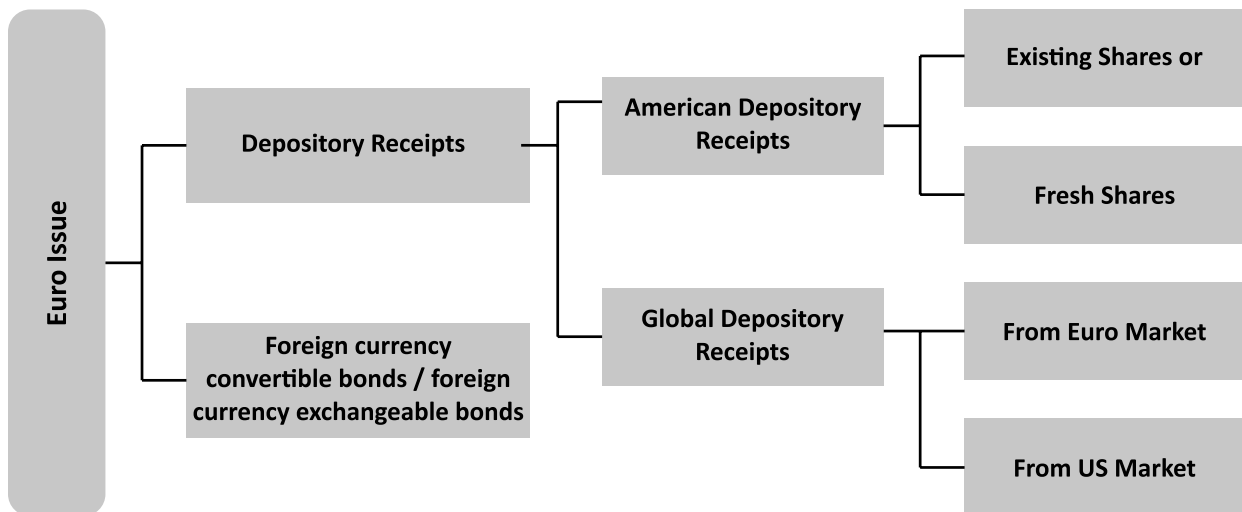 Euro Issue
Depository Receipts
Foreign currency
convertible bonds / foreign
currency exchangeable bonds
American Depository
Receipts
Global Depository
Receipts
Existing Shares or
Fresh Shares
From Euro Market
From US Market